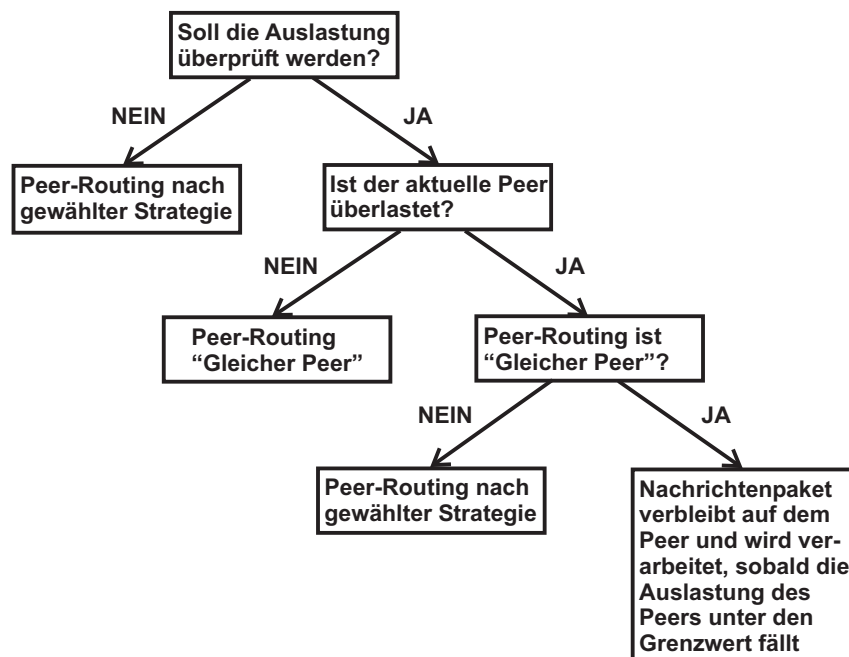 Soll die Auslastung
überprüft werden?
NEIN
JA
Peer-Routing nach
gewählter Strategie
Ist der aktuelle Peer
überlastet?
NEIN
JA
Peer-Routing
“Gleicher Peer”
Peer-Routing ist
“Gleicher Peer”?
NEIN
JA
Peer-Routing nach
gewählter Strategie
Nachrichtenpaket
verbleibt auf dem
Peer und wird ver-
arbeitet, sobald die
Auslastung des
Peers unter den
Grenzwert fällt